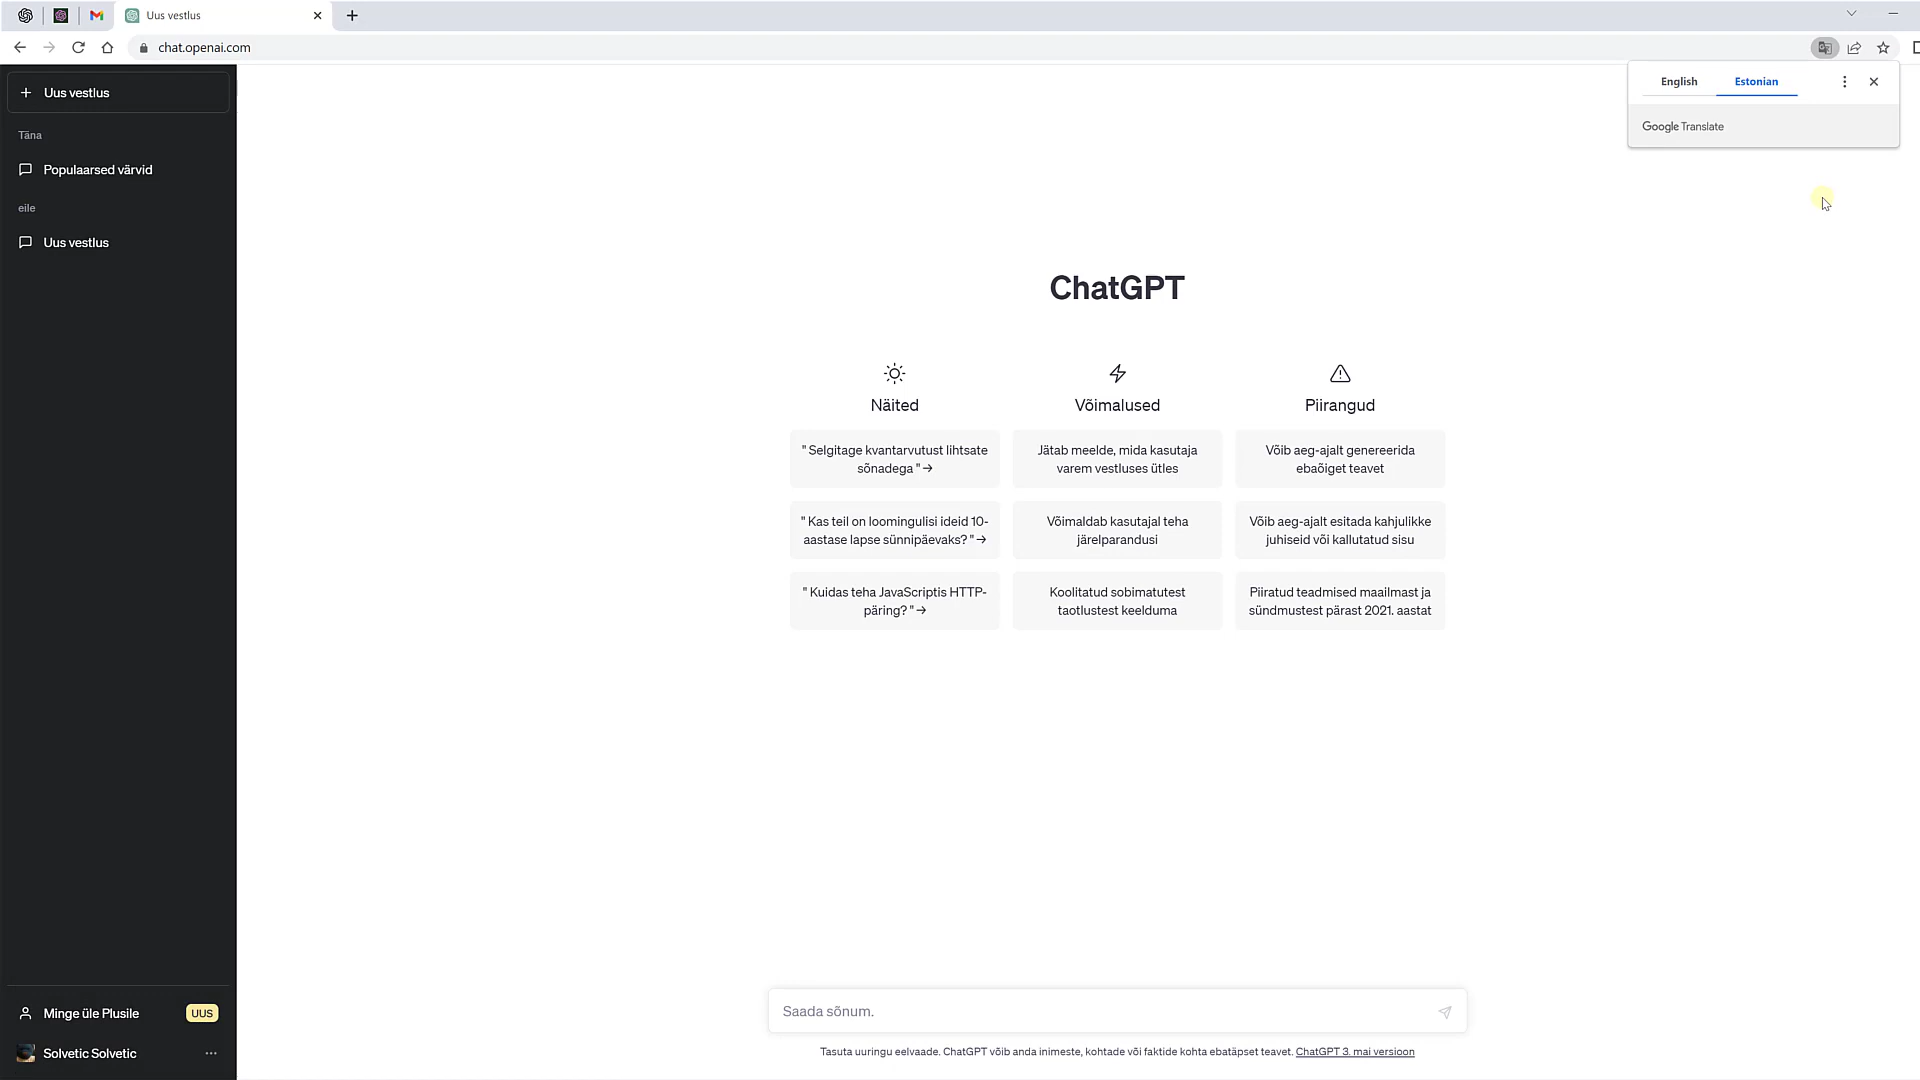 Uus vestlus
chat.openai.com
English Estonian
Google Translate
Uus vestlus
Täna
Populaarsed värvid
eile
Uus vestlus
ChatGPT
Näited
" Selgitage kvantarvutust lihtsate
sõnadega " →
" Kas teil on loomingulisi ideid 10-
aastase lapse sünnipäevaks? " →
" Kuidas teha JavaScriptis HTTP-
päring? " →
Võimalused
Jätab meelde, mida kasutaja
varem vestluses ütles
Võimaldab kasutajal teha
järelparandusi
Koolitatud sobimatutest
taotlustest keelduma
Piirangud
Võib aeg-ajalt genereerida
ebaõiget teavet
Võib aeg-ajalt esitada kahjulikke
juhiseid või kallutatud sisu
Piiratud teadmised maailmast ja
sündmustest pärast 2021. aastat
Minge üle Plusile UUS
Solvetic Solvetic
Saada sõnum.
Tasuta uuringu eelvaade. ChatGPT võib anda inimeste, kohtade või faktide kohta ebatäpset teavet. ChatGPT 3. mai versioon